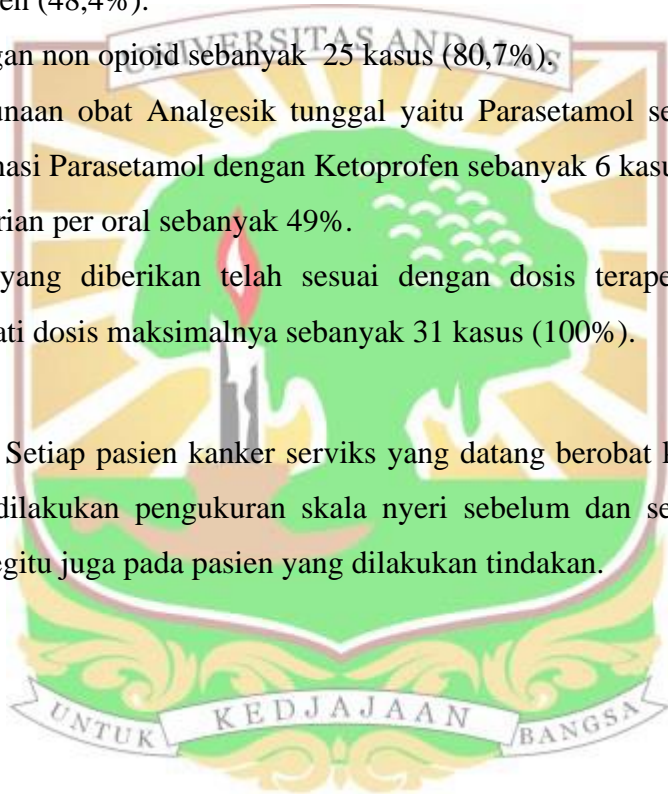 en (48,4%).
gan non opioid sebanyak 25 kasus (80,7%).
unaan obat Analgesik tunggal yaitu Parasetamol se
nasi Parasetamol dengan Ketoprofen sebanyak 6 kasu
rian per oral sebanyak 49%.
yang diberikan telah sesuai dengan dosis terape
ati dosis maksimalnya sebanyak 31 kasus (100%).
Setiap pasien kanker serviks yang datang berobat k
dilakukan pengukuran skala nyeri sebelum dan se
egitu juga pada pasien yang dilakukan tindakan.
UNIVERSITAS ANDALAS
UNTUK KEDJAJAAN BANGSA